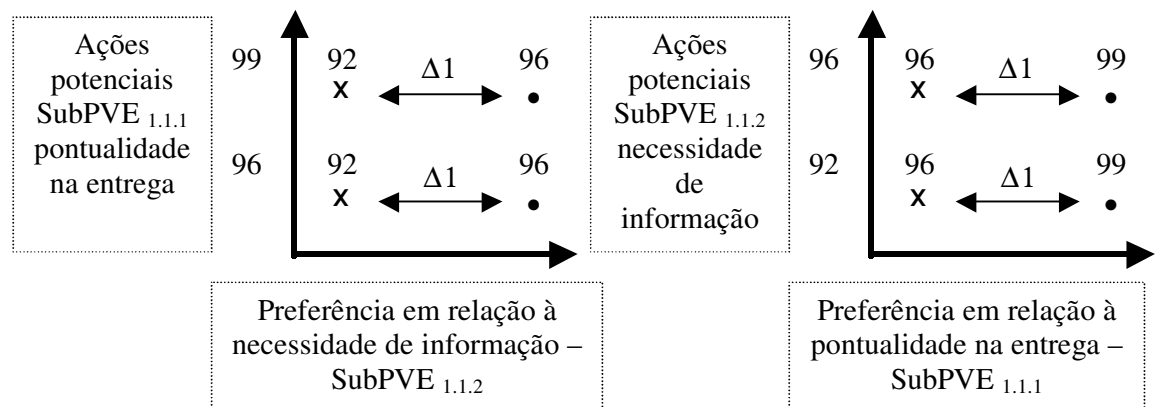 Ações
potenciais
SubPVE 1.1.1
pontualidade
na entrega
99
92
x
Δ1
96
96
92
x
Δ1
96
Preferência em relação à
necessidade de informação –
SubPVE 1.1.2
Ações
potenciais
SubPVE 1.1.2
necessidade
de
informação
96
96
x
Δ1
99
92
96
x
Δ1
99
Preferência em relação à
pontualidade na entrega –
SubPVE 1.1.1